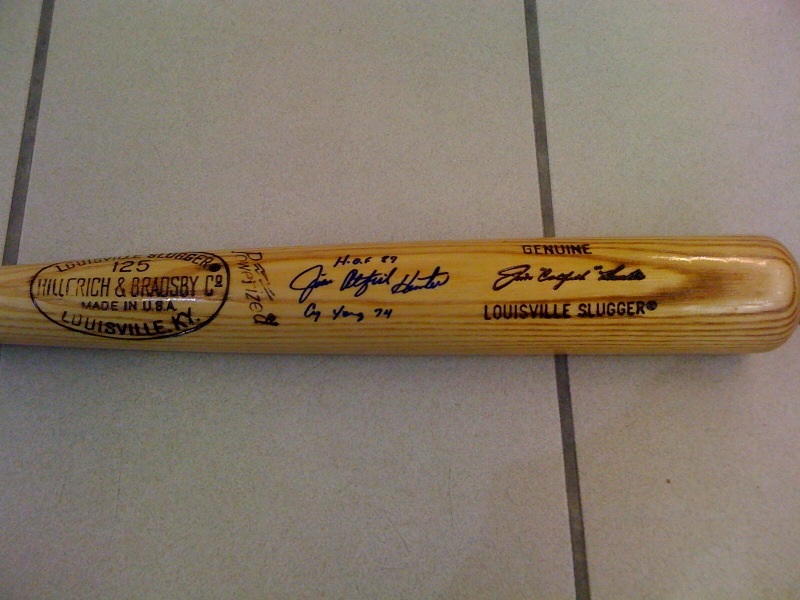 LOUISVILLE SLUGGER®
125
HILLERICH & BRADSBY Cº
MADE IN U.S.A
LOUISVILLE, KY.
POWERIZED
H.O.F 87
Jim Catfish Hunter
Cy Young 74
GENUINE
Jim "Catfish" Hunter
LOUISVILLE SLUGGER®